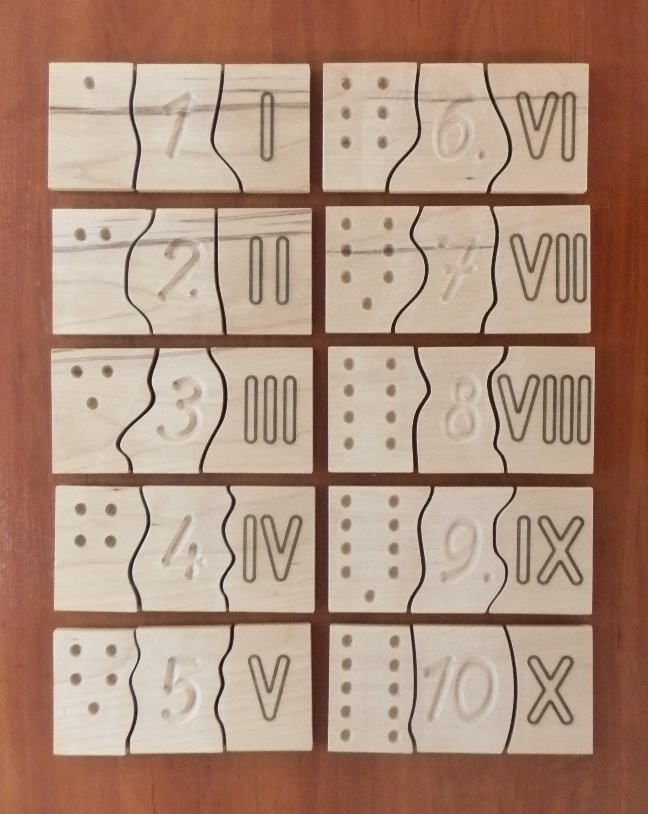 1 I
6. VI
2 II
7 VII
3 III
8 VIII
4 IV
9. IX
5 V
10 X